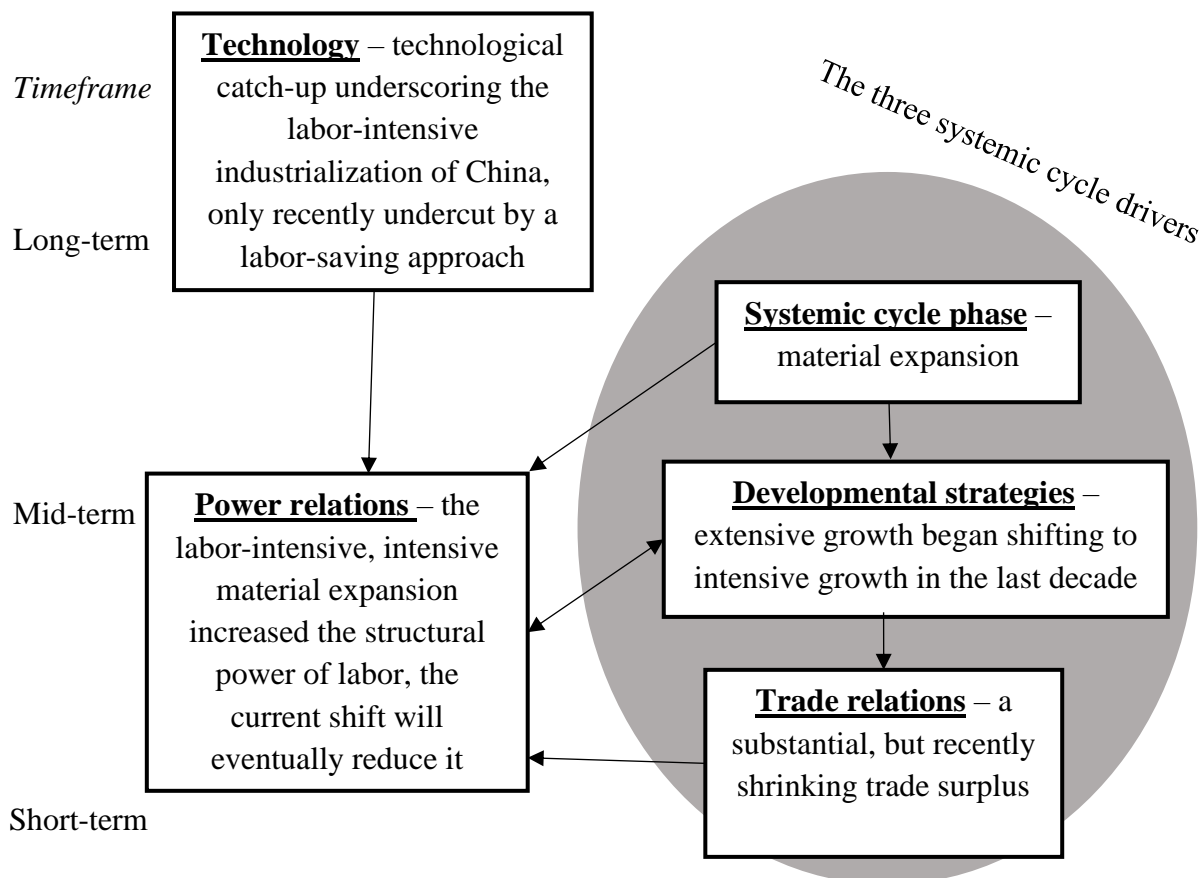 Timeframe
Long-term
Mid-term
Short-term
Technology – technological
catch-up underscoring the
labor-intensive
industrialization of China,
only recently undercut by a
labor-saving approach
The three systemic cycle drivers
Systemic cycle phase –
material expansion
Power relations – the
labor-intensive, intensive
material expansion
increased the structural
power of labor, the
current shift will
eventually reduce it
Developmental strategies –
extensive growth began shifting to
intensive growth in the last decade
Trade relations – a
substantial, but recently
shrinking trade surplus